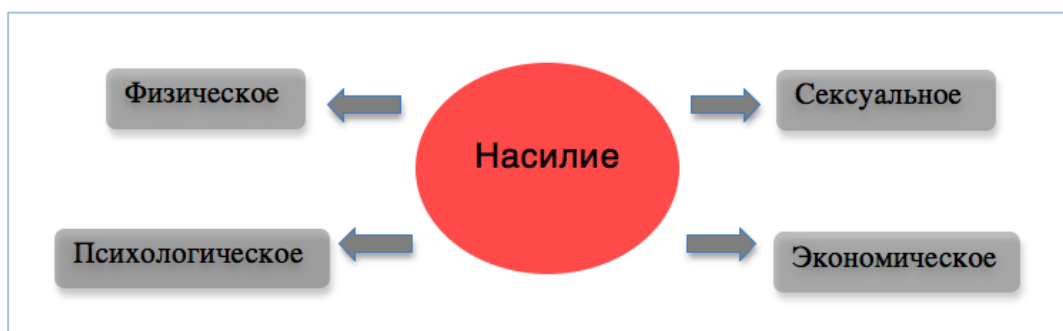 Физическое
Сексуальное
Насилие
Психологическое
Экономическое